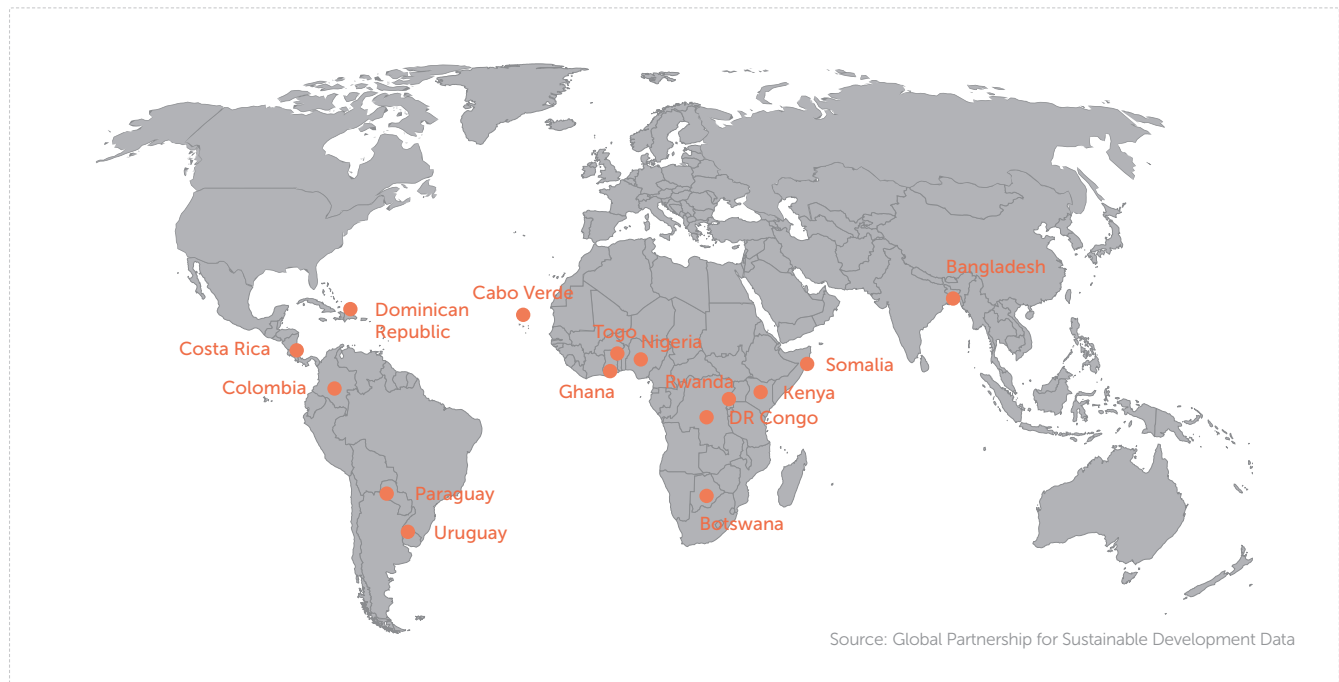 Bangladesh
Cabo Verde
Dominican
Republic
Togo
Nigeria
Costa Rica
Somalia
Colombia
Ghana
Rwanda
Kenya
DR Congo
Paraguay
Botswana
Uruguay
Source: Global Partnership for Sustainable Development Data